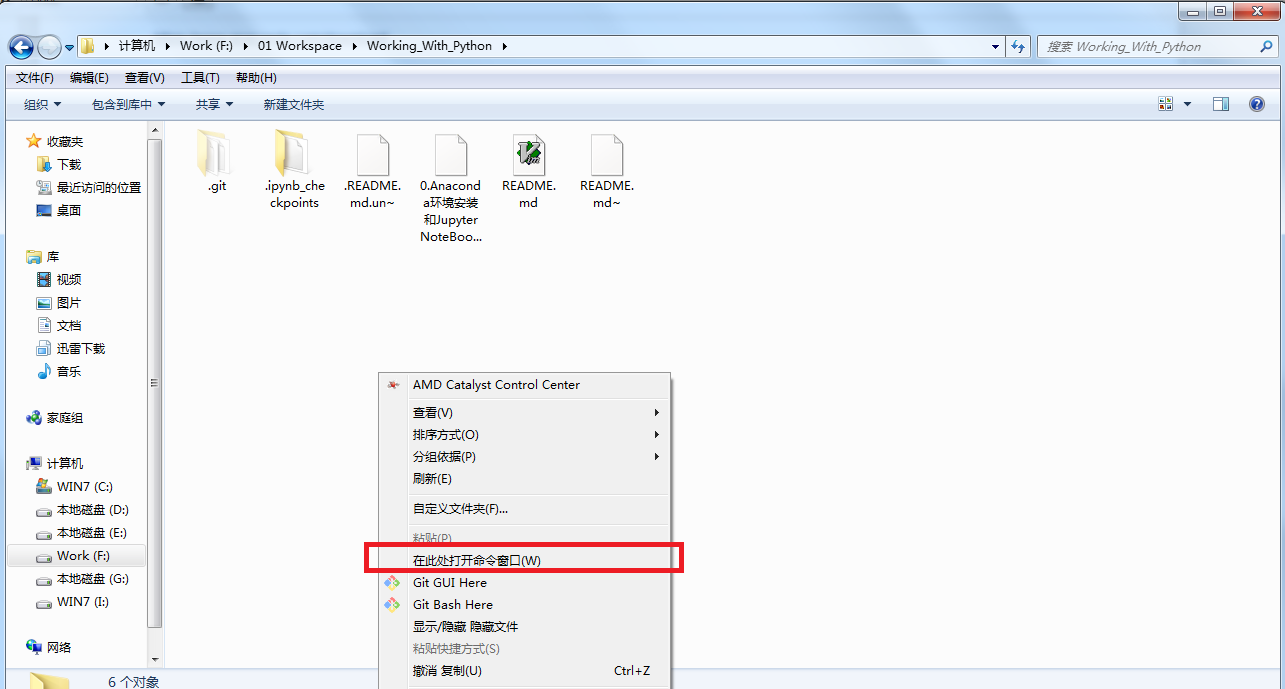 计算机 Work (F:) 01 Workspace Working_With_Python
搜索 Working_With_Python
文件(F) 编辑(E) 查看(V) 工具(T) 帮助(H)
组织 包含到库中 共享 新建文件夹
收藏夹
下载
最近访问的位置
桌面
库
视频
图片
文档
迅雷下载
音乐
家庭组
计算机
WIN7 (C:)
本地磁盘 (D:)
本地磁盘 (E:)
Work (F:)
本地磁盘 (G:)
WIN7 (I:)
网络
.git
.ipynb_che
ckpoints
.README.
md.un~
0.Anacond
a环境安装
和Jupyter
NoteBoo...
README.
md
README.
md~
AMD Catalyst Control Center
查看(V)
排序方式(O)
分组依据(P)
刷新(E)
自定义文件夹(F)...
粘贴(P)
在此处打开命令窗口(W)
Git GUI Here
Git Bash Here
显示/隐藏 隐藏文件
粘贴快捷方式(S)
撤消 复制(U) Ctrl+Z
6 个对象